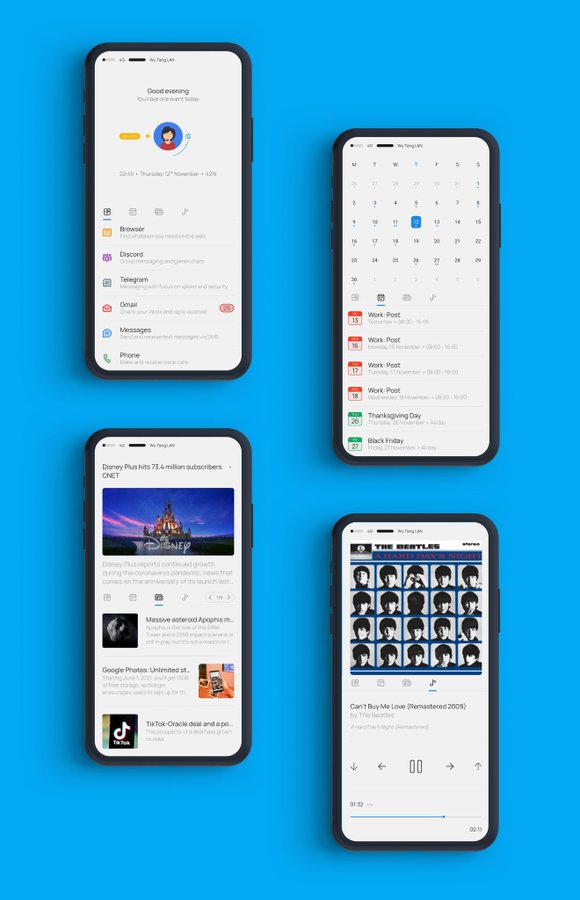 4G Wu Tang LAN
Good evening
You have one event today.
22:45 • Thursday, 12th November • 42%
Browser
Find whatever you need on the web
Discord
Group messaging and gamer chats
Telegram
Messaging with focus on speed and security
Gmail
Check your inbox and reply via email
Messages
Send and receive text messages via SMS
Phone
Make and receive voice calls
4G Wu Tang LAN
M T W T F S S
26 27 28 29 30 31 1
2 3 4 5 6 7 8
9 10 11 12 13 14 15
16 17 18 19 20 21 22
23 24 25 26 27 28 29
30 1 2 3 4 5 6
13 Work: Post
Tomorrow • 08:00 - 16:00
16 Work: Post
Monday, 16 November • 08:00 - 16:00
17 Work: Post
Tuesday, 17 November • 08:00 - 16:00
18 Work: Post
Wednesday, 18 November • 08:00 - 16:00
26 Thanksgiving Day
Thursday, 26 November • All day
27 Black Friday
Friday, 27 November • All day
4G Wu Tang LAN
Disney Plus hits 73.4 million subscribers -
CNET
DISNEY
Disney Plus reports continued growth
during the coronavirus pandemic, news that
comes on the anniversary of its launch last...
Massive asteroid Apophis m...
Apophis is the size of the Eiffel
Tower and a 2068 impact scenario is
still in play, but it's not a reason to l...
Google Photos: Unlimited st...
Starting June 1, 2021, you'll get 15GB
of free storage, as Google
encourages users to sign up for th...
TikTok
TikTok-Oracle deal and a po...
The prospects of a deal have grown
murkier
4G Wu Tang LAN
stereo
THE BEATLES
A HARD DAY'S NIGHT
Can't Buy Me Love (Remastered 2009)
by The Beatles
A Hard Day's Night (Remastered)
01:32
02:11